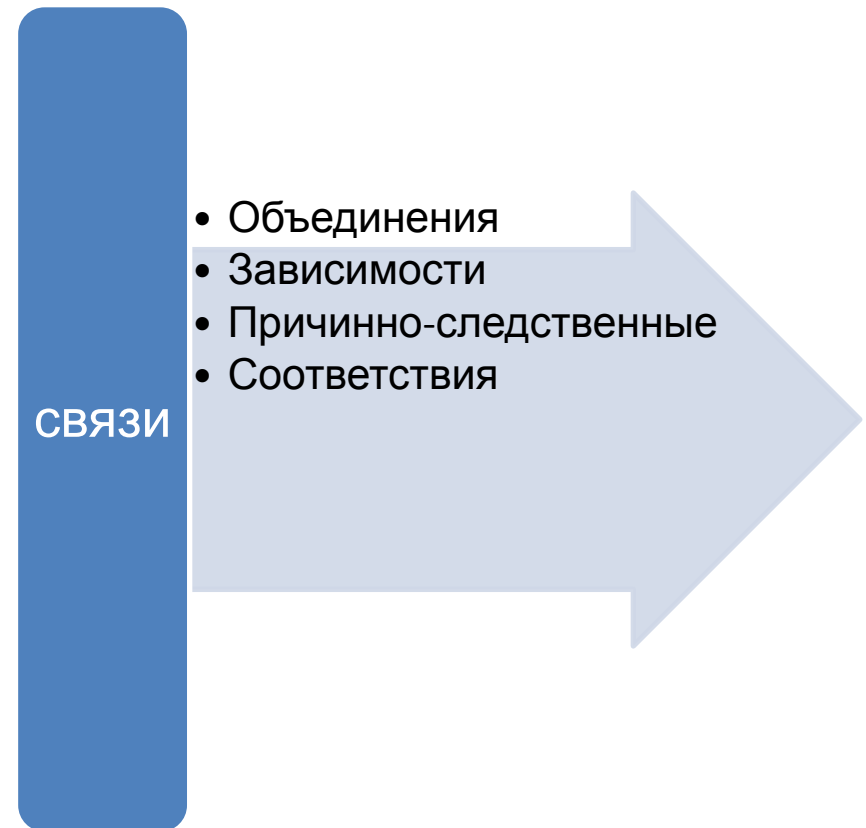 связи
• Объединения
• Зависимости
• Причинно-следственные
• Соответствия